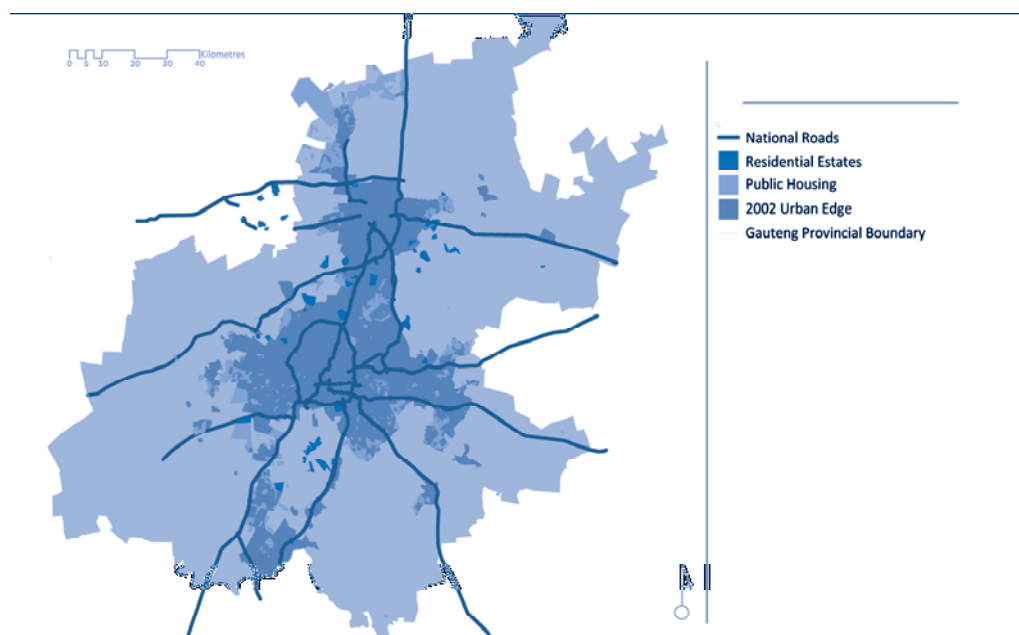 Kilometres
0 5 10 20 30 40
National Roads
Residential Estates
Public Housing
2002 Urban Edge
Gauteng Provincial Boundary